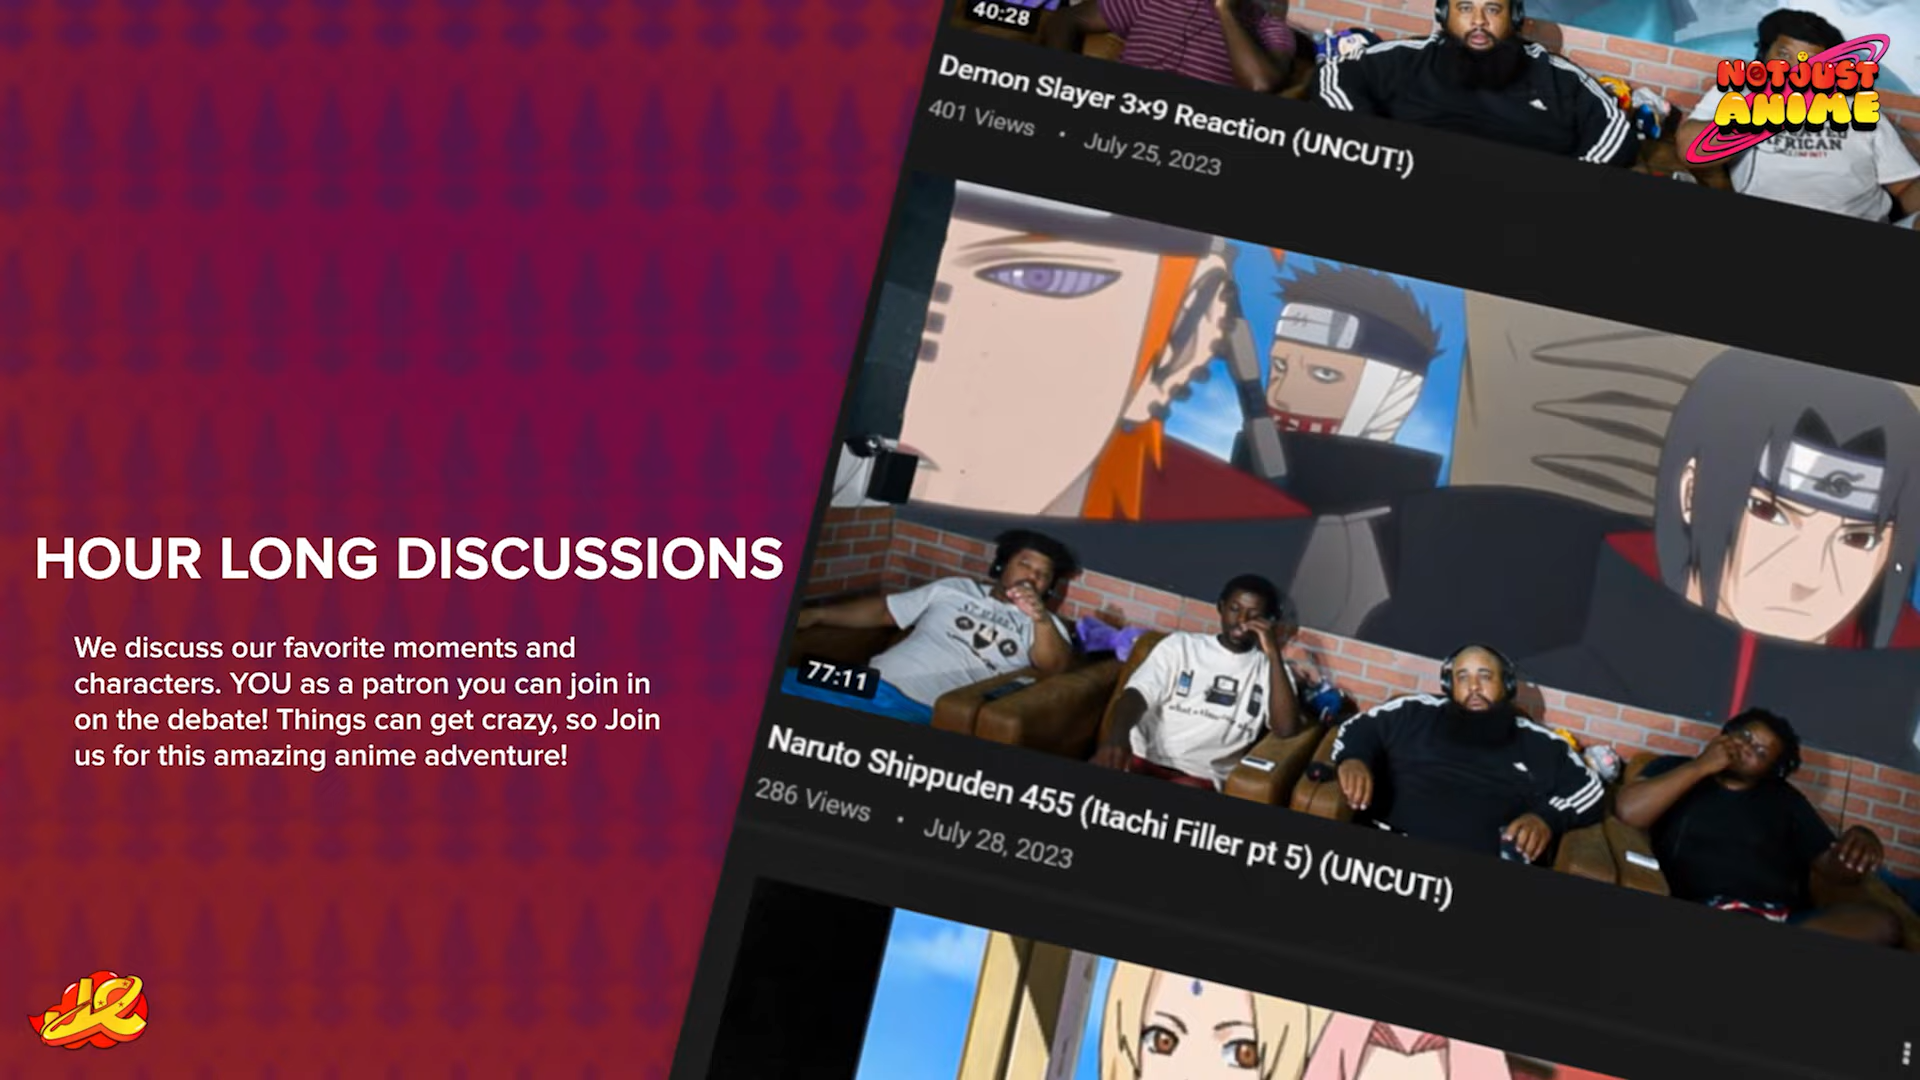 40:28
Demon Slayer 3×9 Reaction (UNCUT!)
401 Views • July 25, 2023
NOTJUST
ANIME
AFRICAN
HOUR LONG DISCUSSIONS
We discuss our favorite moments and
characters. YOU as a patron you can join in
on the debate! Things can get crazy, so Join
us for this amazing anime adventure!
77:11
Naruto Shippuden 455 (Itachi Filler pt 5) (UNCUT!)
286 Views • July 28, 2023